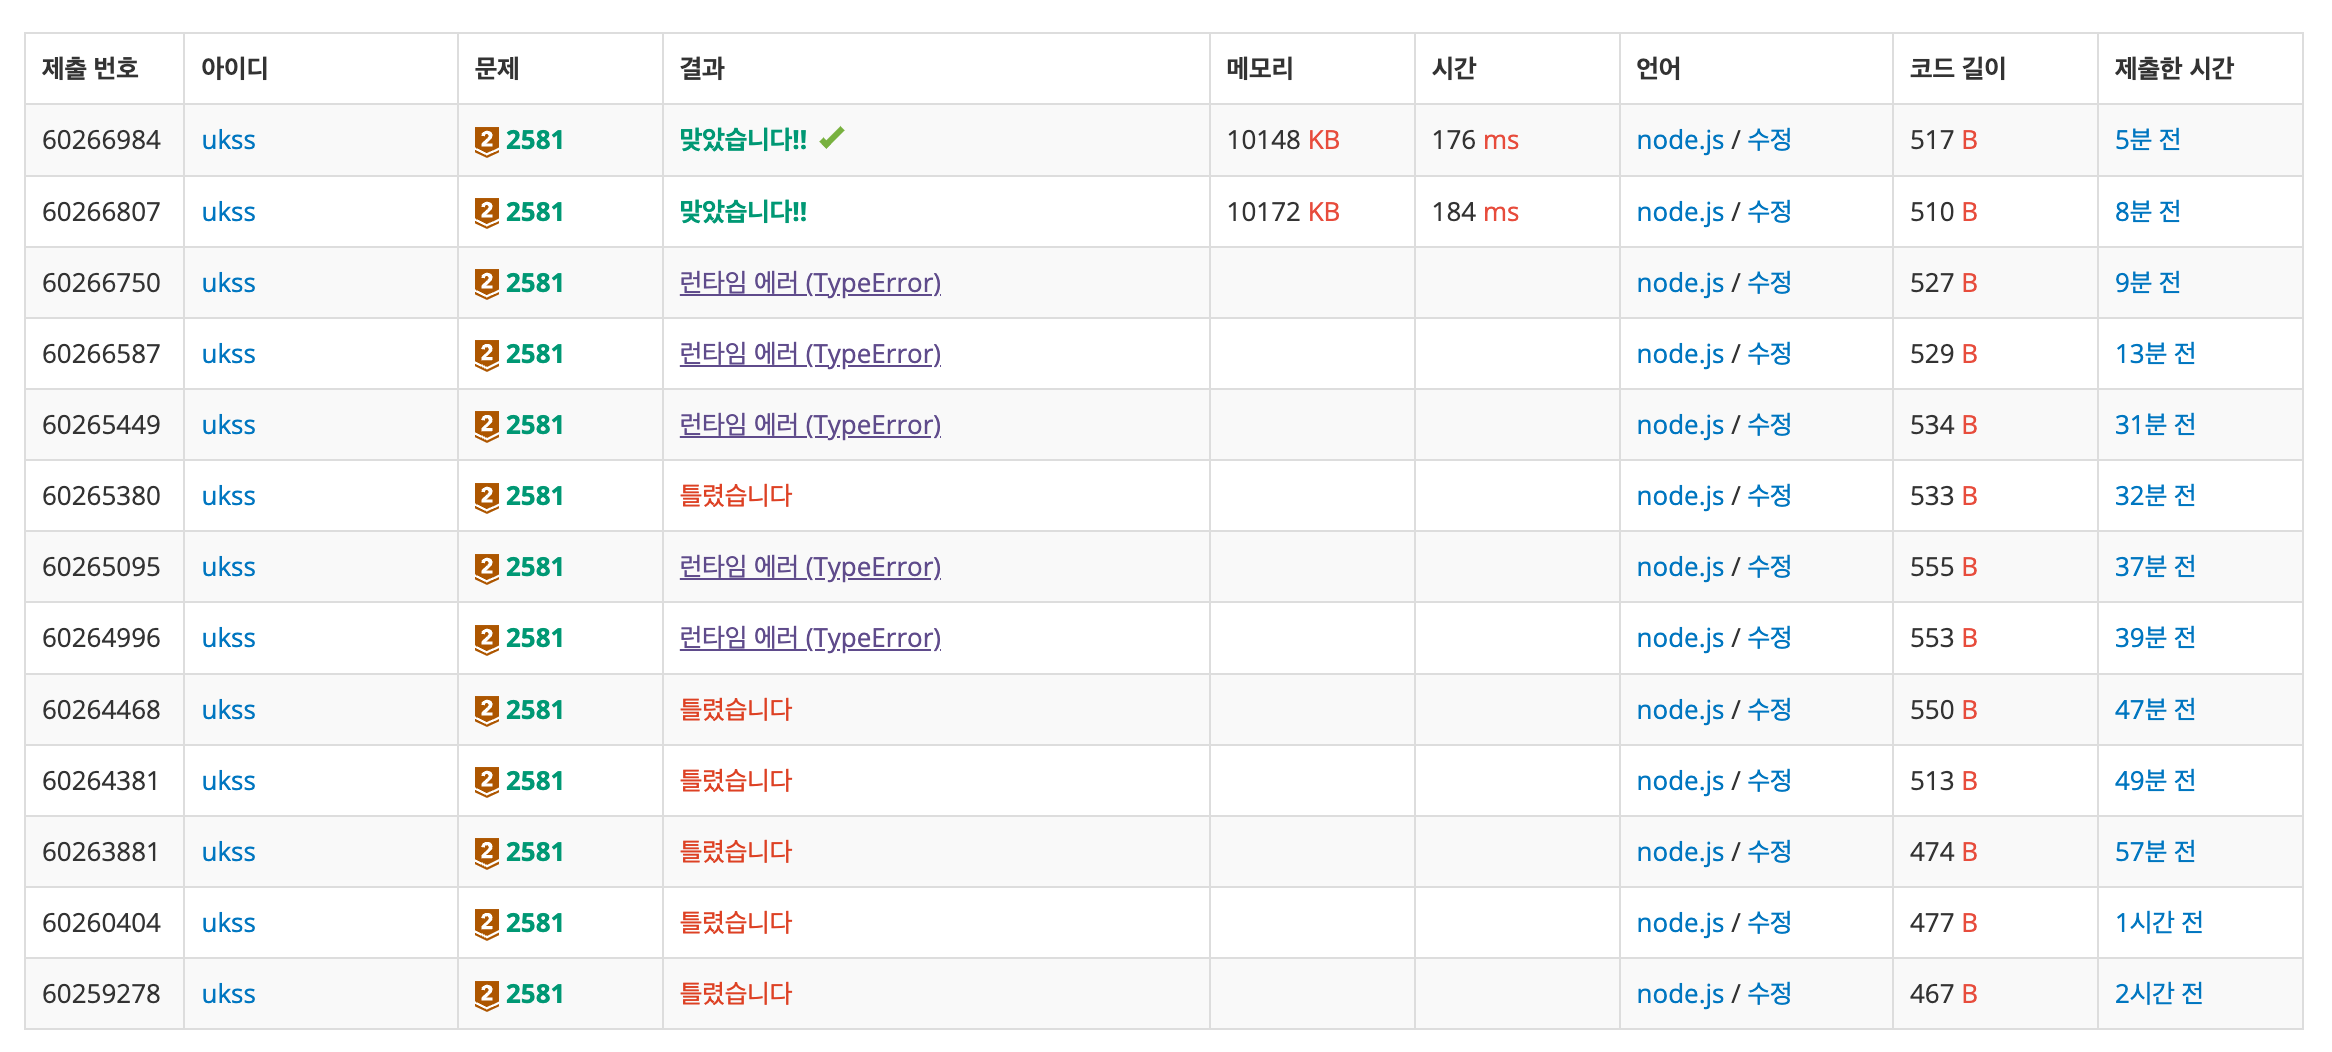 제출 번호 아이디 문제 결과 메모리 시간 언어 코드 길이 제출한 시간
60266984 ukss 2 2581 맞았습니다!! 10148 KB 176 ms node.js / 수정 517 B 5분 전
60266807 ukss 2 2581 맞았습니다!! 10172 KB 184 ms node.js / 수정 510 B 8분 전
60266750 ukss 2 2581 런타임 에러 (TypeError) node.js / 수정 527 B 9분 전
60266587 ukss 2 2581 런타임 에러 (TypeError) node.js / 수정 529 B 13분 전
60265449 ukss 2 2581 런타임 에러 (TypeError) node.js / 수정 534 B 31분 전
60265380 ukss 2 2581 틀렸습니다 node.js / 수정 533 B 32분 전
60265095 ukss 2 2581 런타임 에러 (TypeError) node.js / 수정 555 B 37분 전
60264996 ukss 2 2581 런타임 에러 (TypeError) node.js / 수정 553 B 39분 전
60264468 ukss 2 2581 틀렸습니다 node.js / 수정 550 B 47분 전
60264381 ukss 2 2581 틀렸습니다 node.js / 수정 513 B 49분 전
60263881 ukss 2 2581 틀렸습니다 node.js / 수정 474 B 57분 전
60260404 ukss 2 2581 틀렸습니다 node.js / 수정 477 B 1시간 전
60259278 ukss 2 2581 틀렸습니다 node.js / 수정 467 B 2시간 전